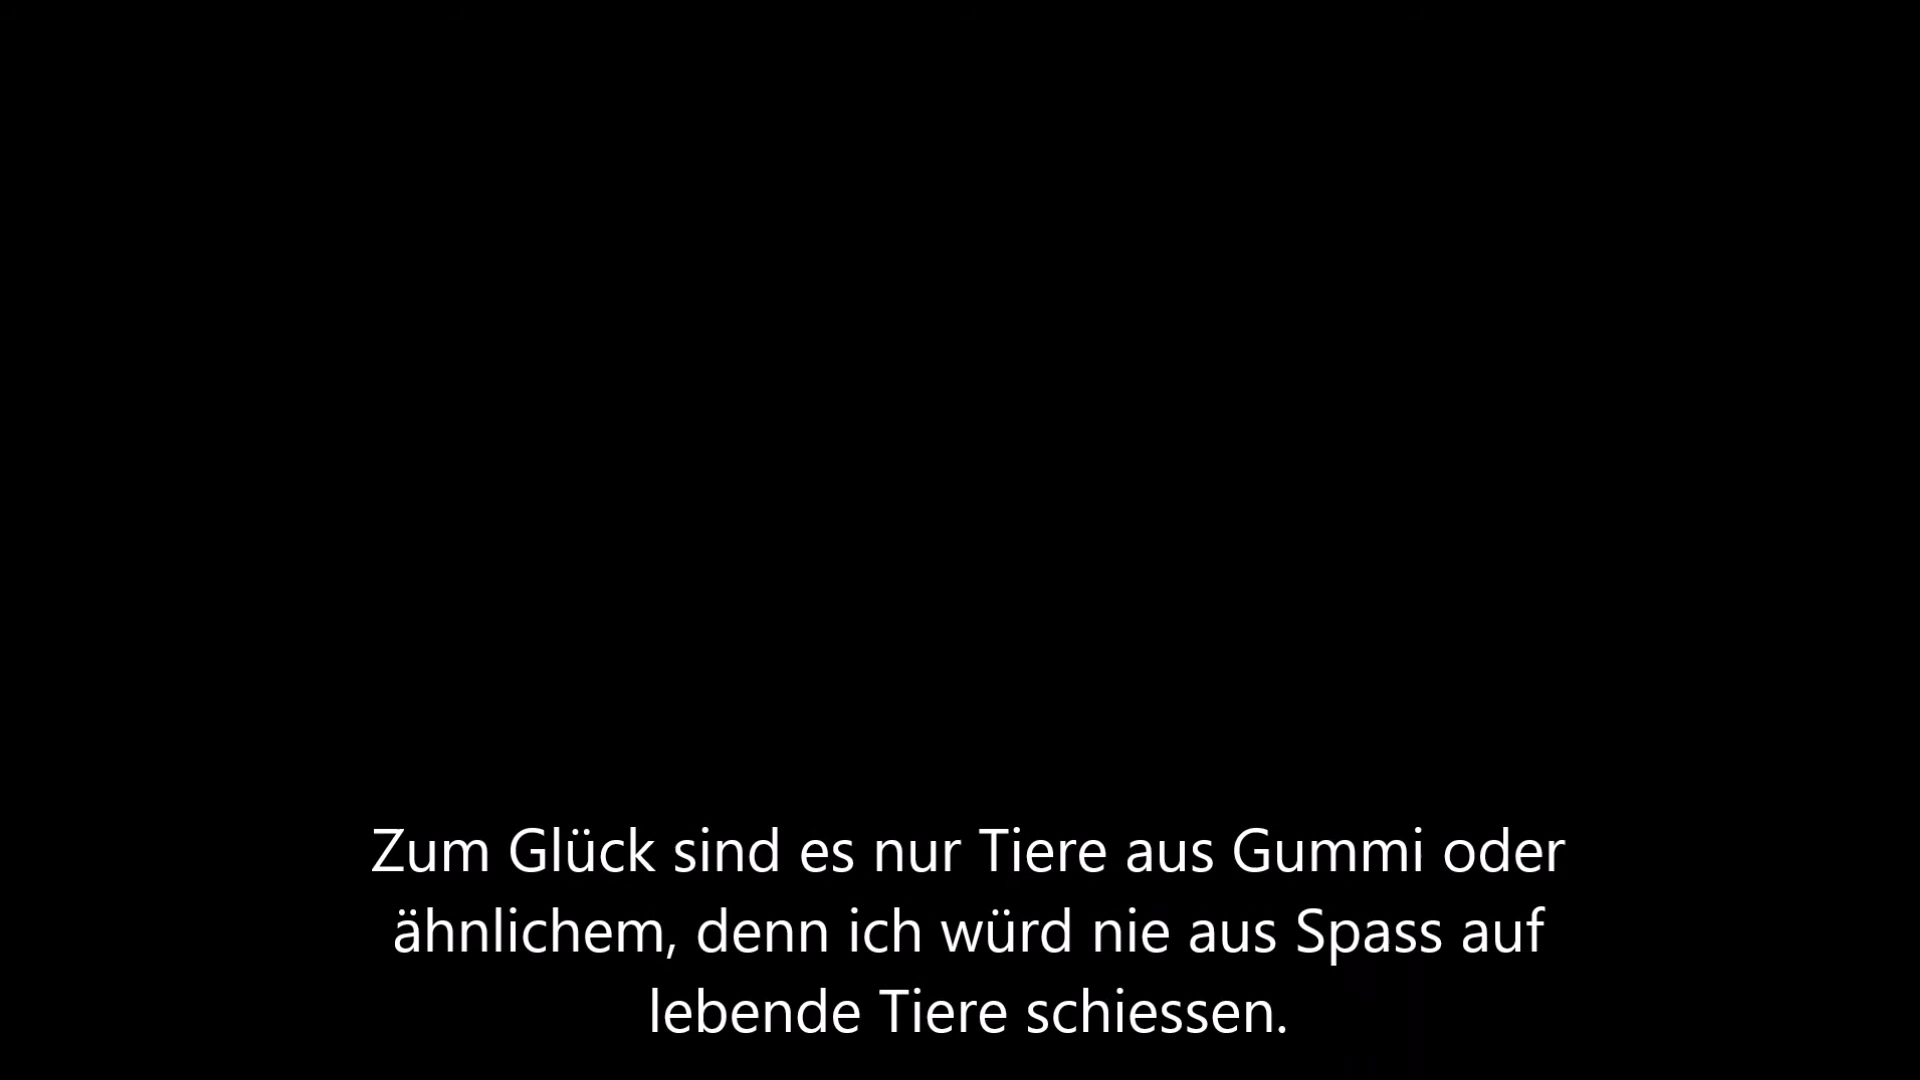 Zum Glück sind es nur Tiere aus Gummi oder
ähnlichem, denn ich würd nie aus Spass auf
lebende Tiere schiessen.